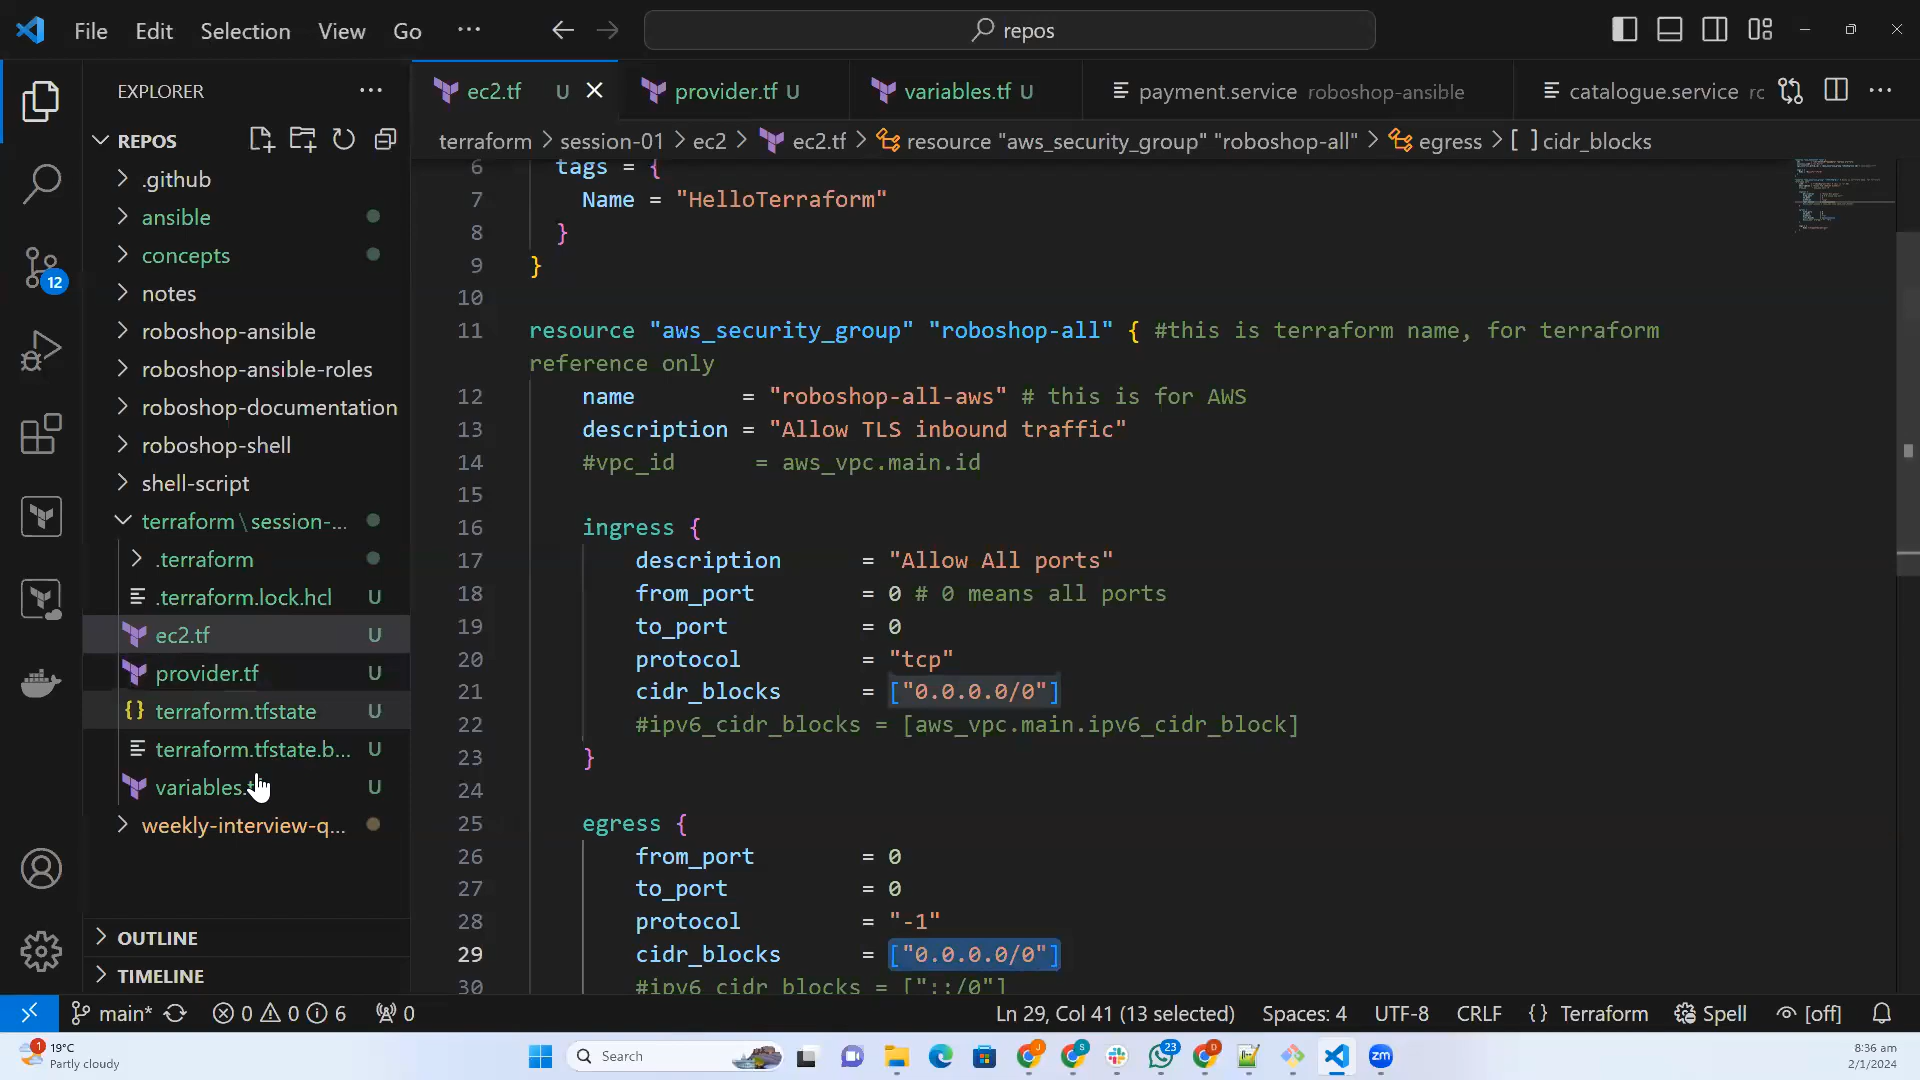 File Edit Selection View Go ··· repos
EXPLORER ···
REPOS
.github
ansible
concepts
notes
roboshop-ansible
roboshop-ansible-roles
roboshop-documentation
roboshop-shell
shell-script
terraform\session-...
.terraform
.terraform.lock.hcl U
ec2.tf U
provider.tf U
terraform.tfstate U
terraform.tfstate.b... U
variables. U
weekly-interview-q...
OUTLINE
TIMELINE
12
ec2.tf U provider.tf U variables.tf U payment.service roboshop-ansible catalogue.service rc
terraform > session-01 > ec2 > ec2.tf > resource "aws_security_group" "roboshop-all" > egress > [ ] cidr_blocks
6 tags = {
7 Name = "HelloTerraform"
8 }
9 }
10
11 resource "aws_security_group" "roboshop-all" { #this is terraform name, for terraform
reference only
12 name = "roboshop-all-aws" # this is for AWS
13 description = "Allow TLS inbound traffic"
14 #vpc_id = aws_vpc.main.id
15
16 ingress {
17 description = "Allow All ports"
18 from_port = 0 # 0 means all ports
19 to_port = 0
20 protocol = "tcp"
21 cidr_blocks = ["0.0.0.0/0"]
22 #ipv6_cidr_blocks = [aws_vpc.main.ipv6_cidr_block]
23 }
24
25 egress {
26 from_port = 0
27 to_port = 0
28 protocol = "-1"
29 cidr_blocks = ["0.0.0.0/0"]
30 #ipv6_cidr_blocks = ["::/0"]
main* 0 0 6 0 Ln 29, Col 41 (13 selected) Spaces: 4 UTF-8 CRLF {} Terraform Spell [off]
1 19°C
Partly cloudy
Search
J S 23 D zm
8:36 am
2/1/2024